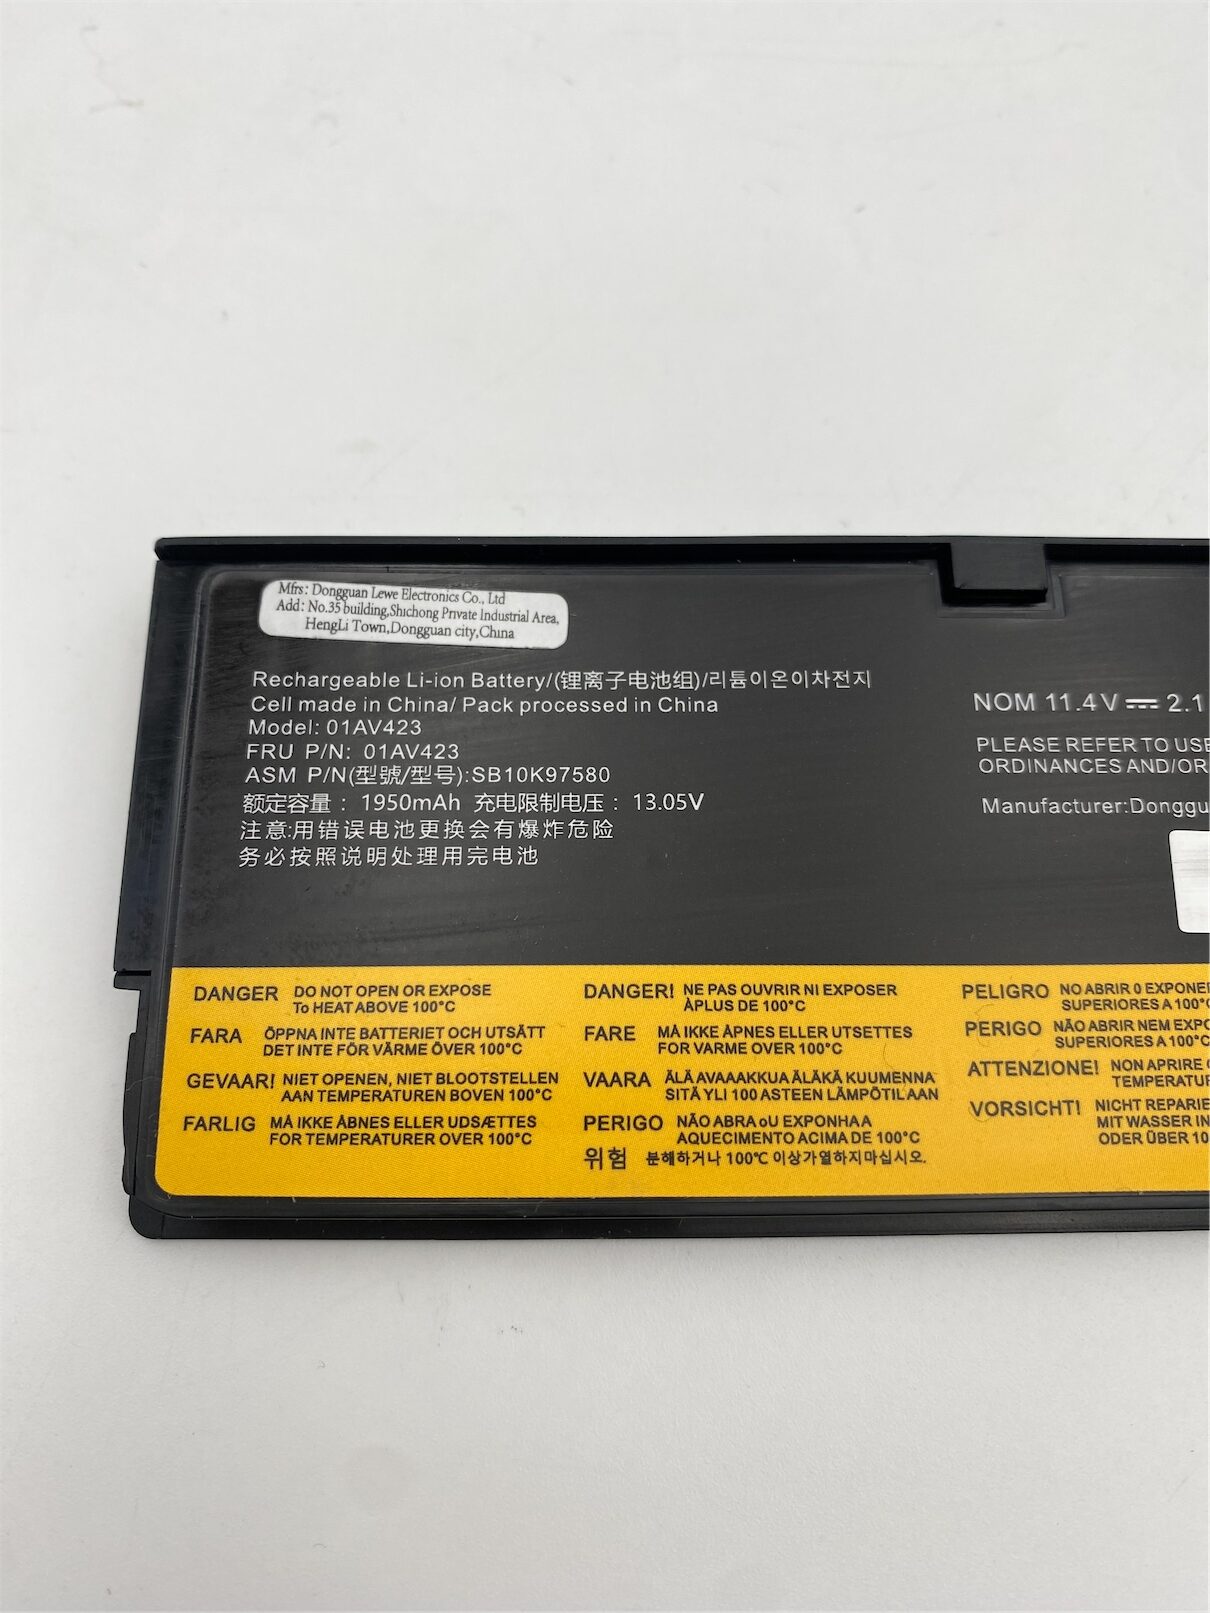 Mfrs: Dongguan Lewe Electronics Co., Ltd
Add: No.35 building,Shichong Private Industrial Area,
HengLi Town,Dongguan city,China
Rechargeable Li-ion Battery/(锂离子电池组)/리튬이온이차전지
Cell made in China/ Pack processed in China
Model: 01AV423
FRU P/N: 01AV423
ASM P/N(型號/型号):SB10K97580
额定容量： 1950mAh 充电限制电压： 13.05V
注意:用错误电池更换会有爆炸危险
务必按照说明处理用完电池
NOM 11.4V⎓ 2.1
PLEASE REFER TO USE
ORDINANCES AND/OR
Manufacturer:Donggu
DANGER DO NOT OPEN OR EXPOSE
To HEAT ABOVE 100°C
FARA ÖPPNA INTE BATTERIET OCH UTSÄTT
DET INTE FÖR VÄRME ÖVER 100°C
GEVAAR! NIET OPENEN, NIET BLOOTSTELLEN
AAN TEMPERATUREN BOVEN 100°C
FARLIG MÅ IKKE ÅBNES ELLER UDSÆTTES
FOR TEMPERATURER OVER 100°C
DANGER! NE PAS OUVRIR NI EXPOSER
ÀPLUS DE 100°C
FARE MÅ IKKE ÅPNES ELLER UTSETTES
FOR VARME OVER 100°C
VAARA ÄLÄ AVAAAKKUA ÄLÄKÄ KUUMENNA
SITÄ YLI 100 ASTEEN LÄMPÖTILAAN
PERIGO NÃO ABRA oU EXPONHA A
AQUECIMENTO ACIMA DE 100°C
위험 분해하거나 100℃ 이상가열하지마십시오.
PELIGRO NO ABRIR 0 EXPONE
SUPERIORES A 100°
PERIGO NÃO ABRIR NEM EXPO
SUPERIORES A 100°C
ATTENZIONE! NON APRIRE
TEMPERATUR
VORSICHT! NICHT REPARIE
MIT WASSER IN
ODER ÜBER 10